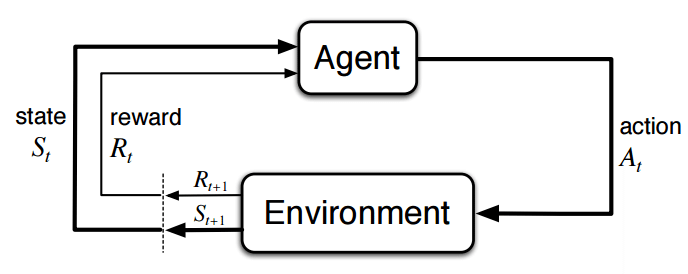 Agent
state
S_t
reward
R_t
action
A_t
R_{t+1}
S_{t+1}
Environment